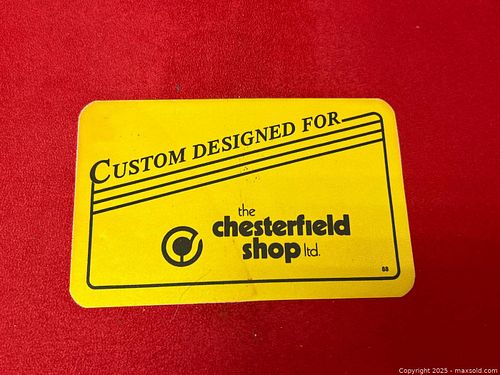 CUSTOM DESIGNED FOR
the
chesterfield
shop ltd.
88
Copyright 2025 - maxsold.com